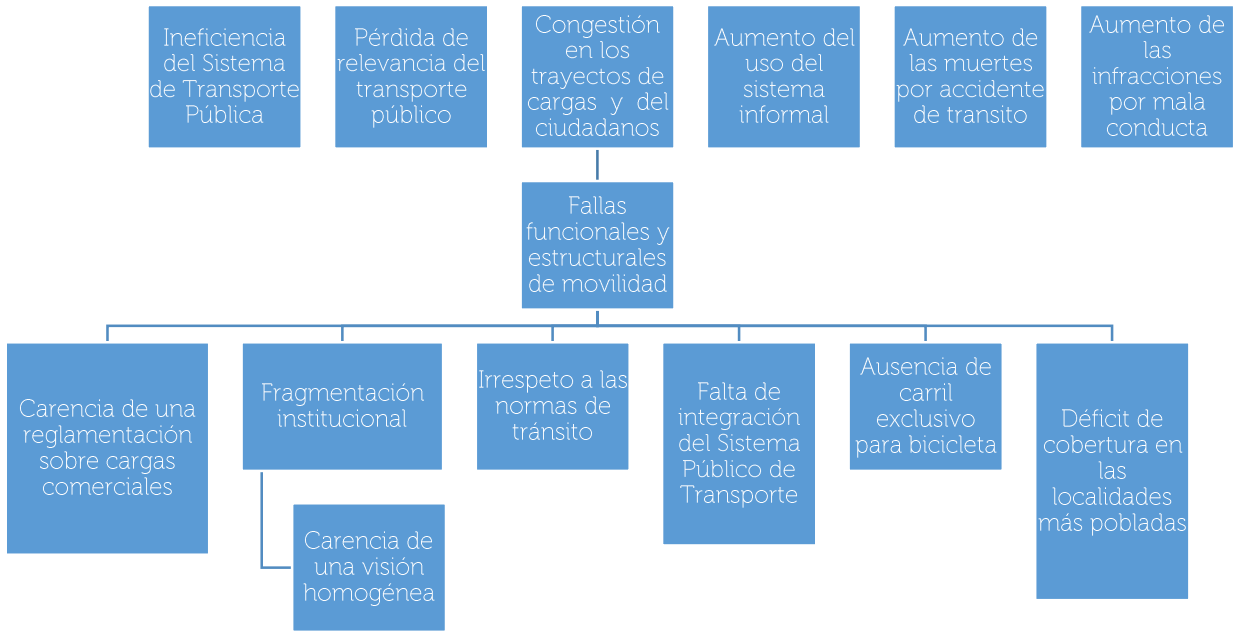 Ineficiencia
del Sistema
de Transporte
Pública
Pérdida de
relevancia del
transporte
público
Congestión
en los
trayectos de
cargas y del
ciudadanos
Aumento del
uso del
sistema
informal
Aumento de
las muertes
por accidente
de transito
Aumento de
las
infracciones
por mala
conducta
Fallas
funcionales y
estructurales
de movilidad
Carencia de una
reglamentación
sobre cargas
comerciales
Fragmentación
institucional
Irrespeto a las
normas de
tránsito
Falta de
integración
del Sistema
Público de
Transporte
Ausencia de
carril
exclusivo
para bicicleta
Déficit de
cobertura en
las
localidades
más pobladas
Carencia de
una visión
homogénea